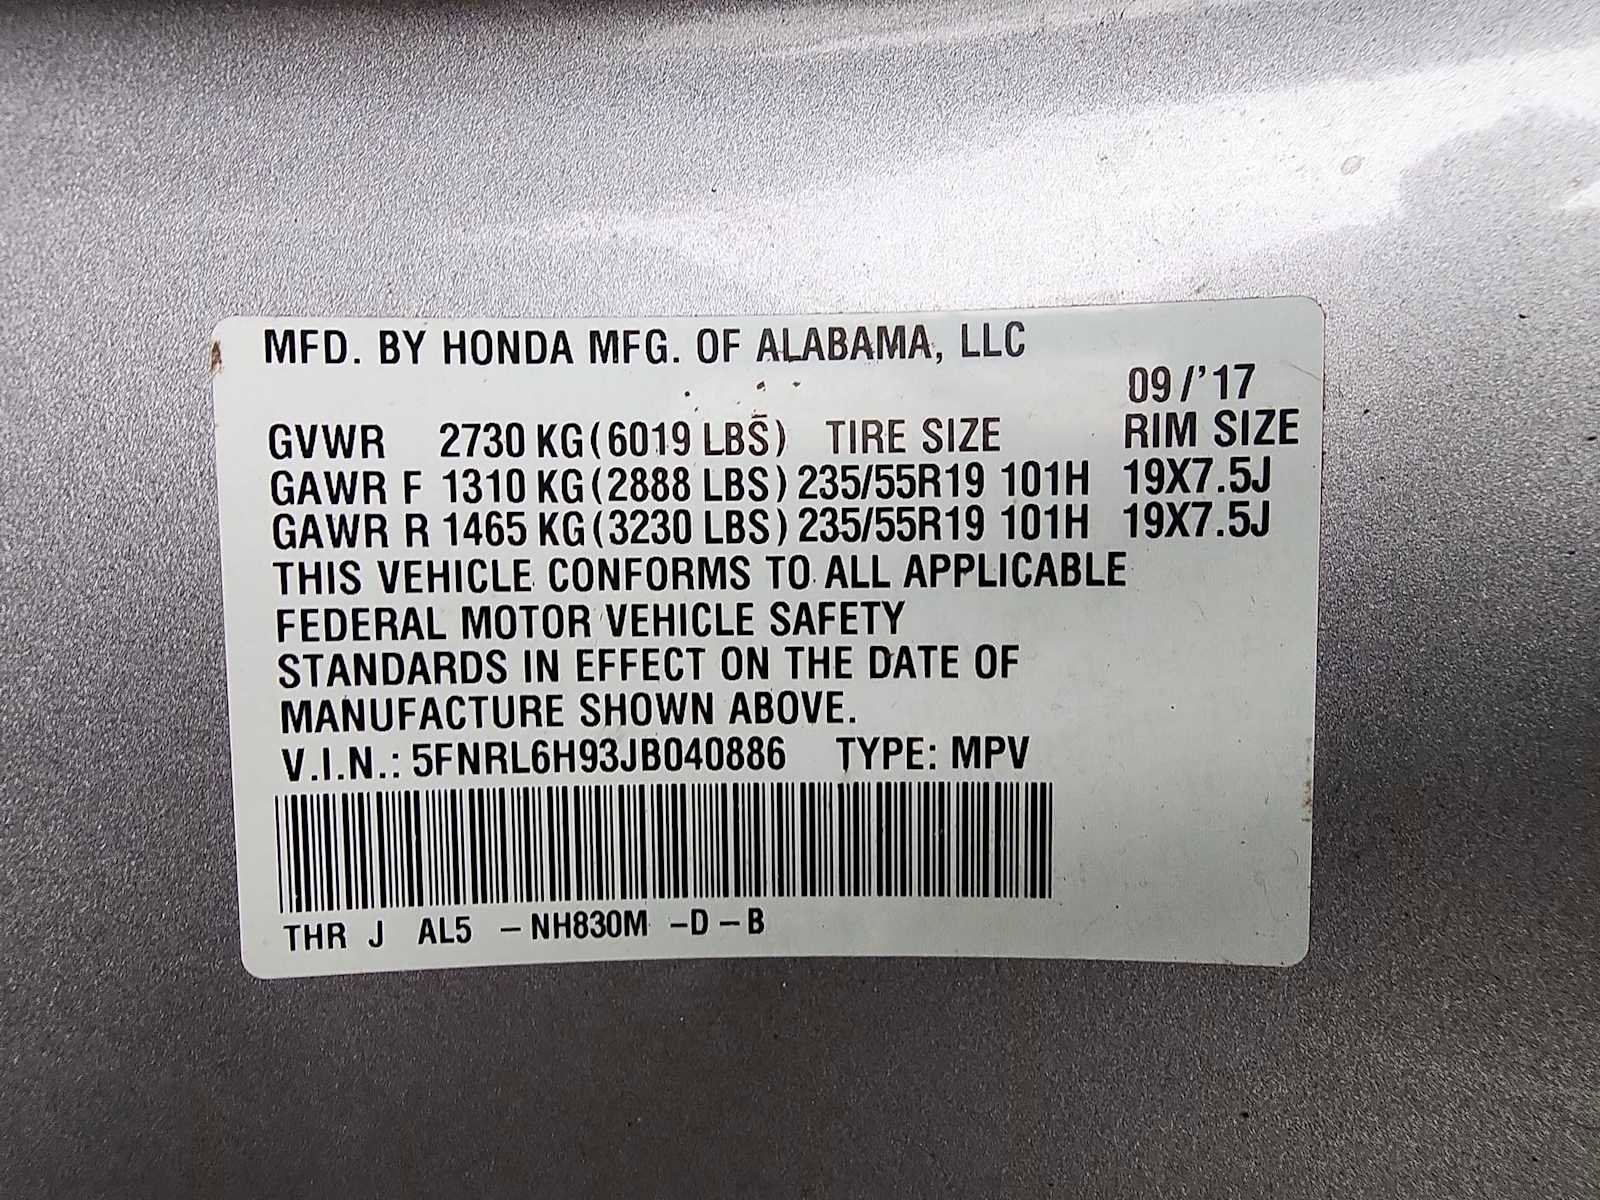 MFD. BY HONDA MFG. OF ALABAMA, LLC
09/'17
GVWR 2730 KG (6019 LBS) TIRE SIZE RIM SIZE
GAWR F 1310 KG (2888 LBS) 235/55R19 101H 19X7.5J
GAWR R 1465 KG (3230 LBS) 235/55R19 101H 19X7.5J
THIS VEHICLE CONFORMS TO ALL APPLICABLE
FEDERAL MOTOR VEHICLE SAFETY
STANDARDS IN EFFECT ON THE DATE OF
MANUFACTURE SHOWN ABOVE.
V.I.N.: 5FNRL6H93JB040886 TYPE: MPV
THR J AL5 - NH830M -D - B